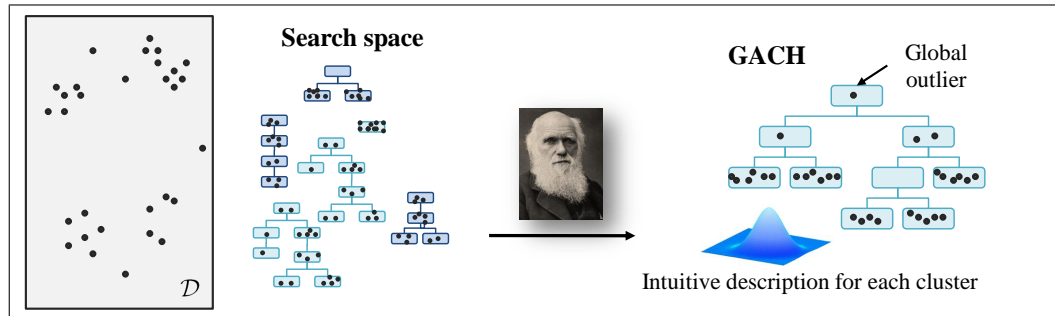 Search space
GACH
Global
outlier
𝒟
Intuitive description for each cluster